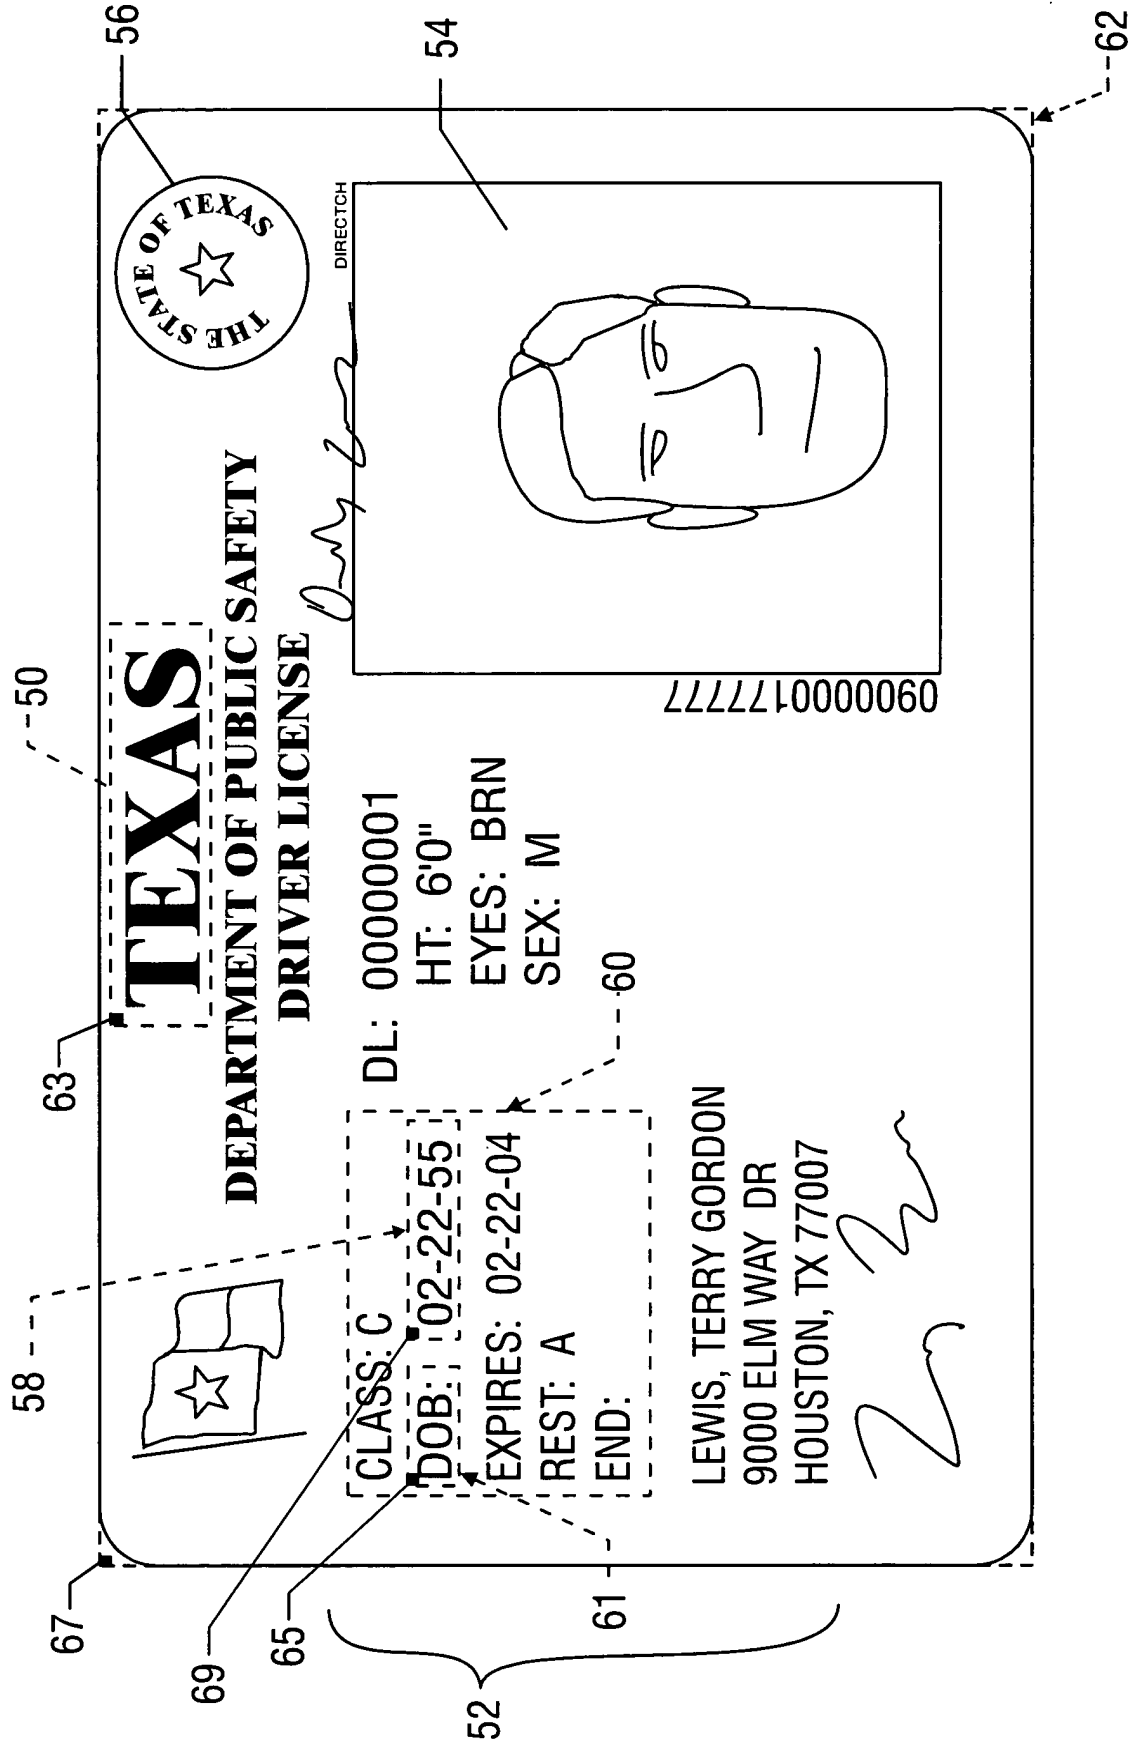 TEXAS
DEPARTMENT OF PUBLIC SAFETY
DRIVER LICENSE
THE STATE OF TEXAS
DIRECTCH
CLASS: C
DOB: 02-22-55
EXPIRES: 02-22-04
REST: A
END:
DL: 00000001
HT: 6'0"
EYES: BRN
SEX: M
LEWIS, TERRY GORDON
9000 ELM WAY DR
HOUSTON, TX 77007
0900000177777
67
69
65
52
61
58
63
50
60
56
54
62